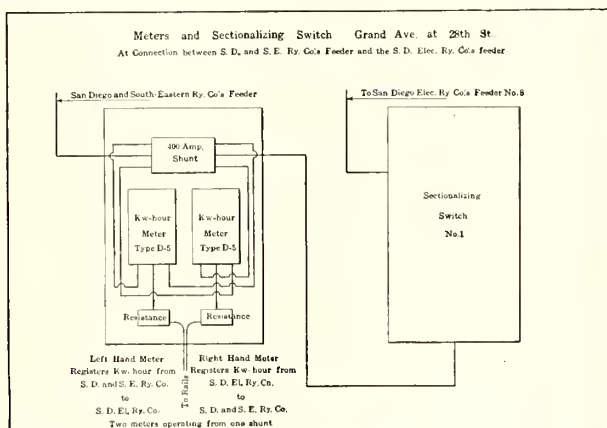 Meters and Sectionalizing Switch Grand Ave. at 28th St.
At Connection between S. D. and S. E. Ry. Co's Feeder and the S. D. Elec. Ry. Co's feeder
San Diego and South-Eastern Ry. Co's Feeder
To San Diego Elec. Ry Co's Feeder No. 8
400 Amp.
Shunt
Kw-hour
Meter
Type D-5
Kw-hour
Meter
Type D-5
Sectionalizing
Switch
No.1
Resistance
Resistance
To Rails
Left Hand Meter
Registers Kw-hour from
S. D. and S. E. Ry. Co.
to
S. D. El. Ry. Co.
Right Hand Meter
Registers Kw-hour from
S. D. El. Ry. Co.
to
S. D. and S. E. Ry. Co.
Two meters operating from one shunt